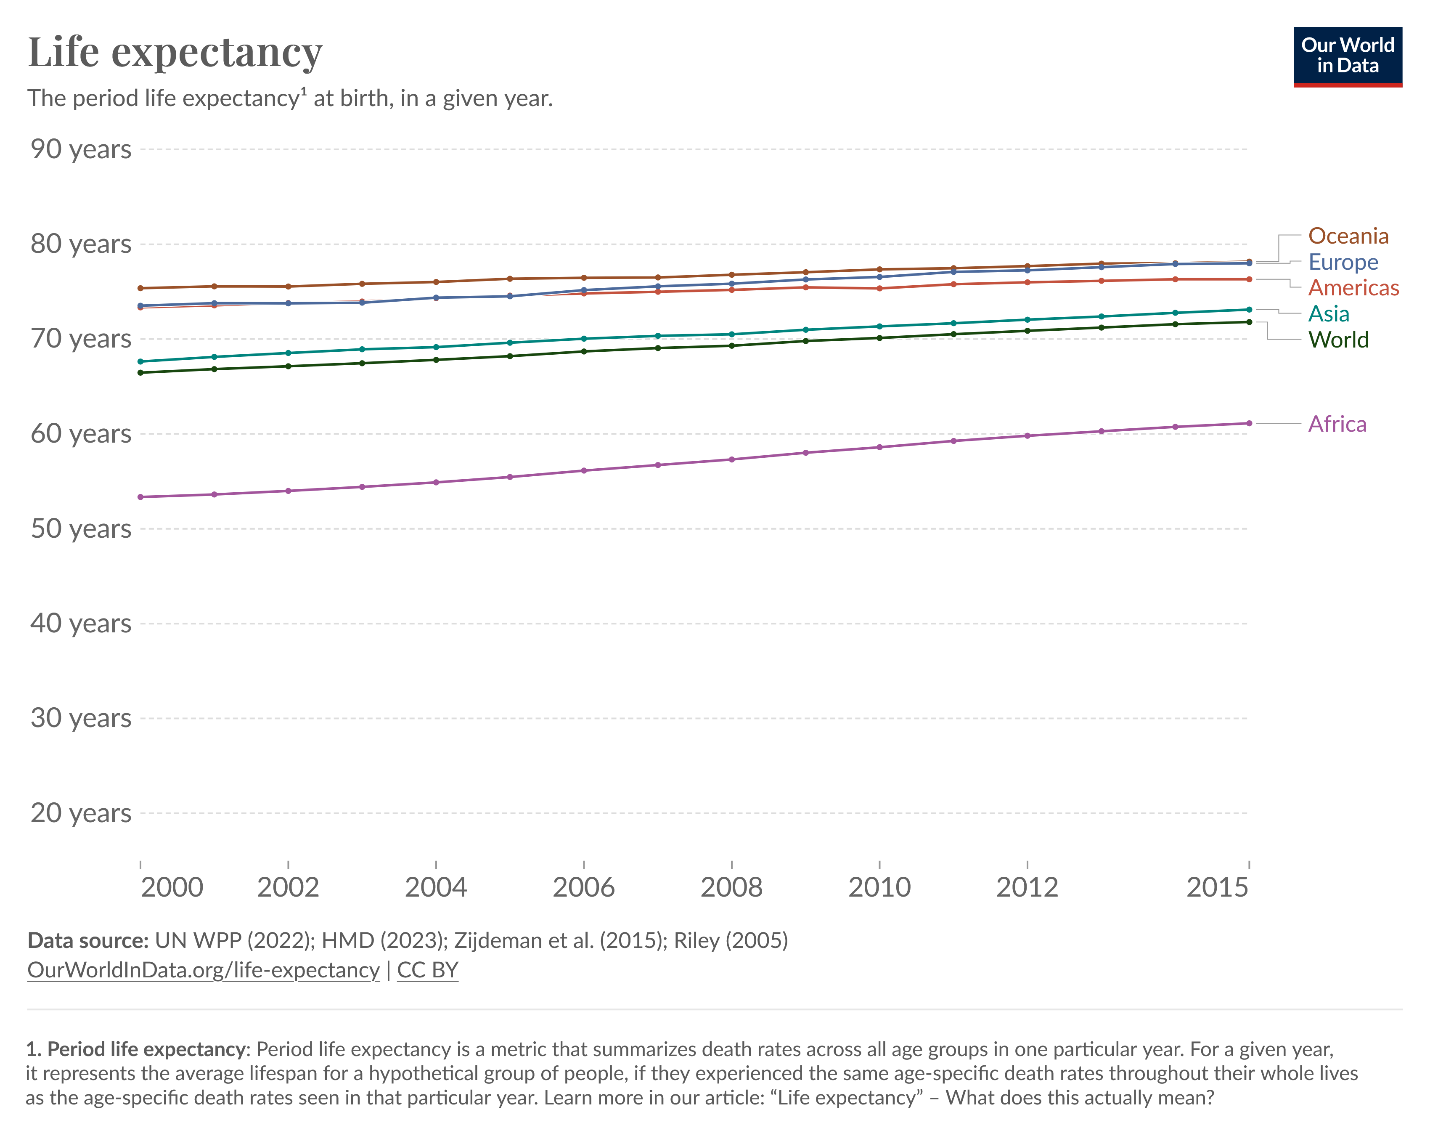 Life expectancy
Our World
in Data
The period life expectancy¹ at birth, in a given year.
90 years
80 years
70 years
60 years
50 years
40 years
30 years
20 years
Oceania
Europe
Americas
Asia
World
Africa
2000 2002 2004 2006 2008 2010 2012 2015
Data source: UN WPP (2022); HMD (2023); Zijdeman et al. (2015); Riley (2005)
OurWorldInData.org/life-expectancy | CC BY
1. Period life expectancy: Period life expectancy is a metric that summarizes death rates across all age groups in one particular year. For a given year,
it represents the average lifespan for a hypothetical group of people, if they experienced the same age-specific death rates throughout their whole lives
as the age-specific death rates seen in that particular year. Learn more in our article: “Life expectancy” – What does this actually mean?